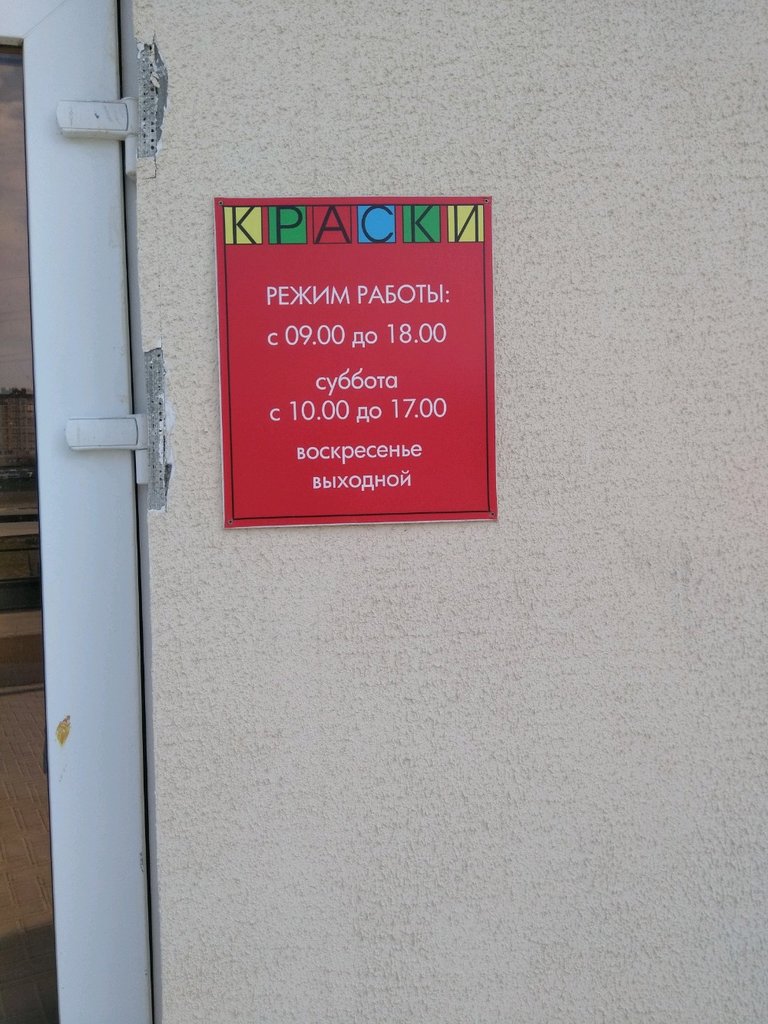 КРАСКИ
РЕЖИМ РАБОТЫ:
с 09.00 до 18.00
суббота
с 10.00 до 17.00
воскресенье
выходной